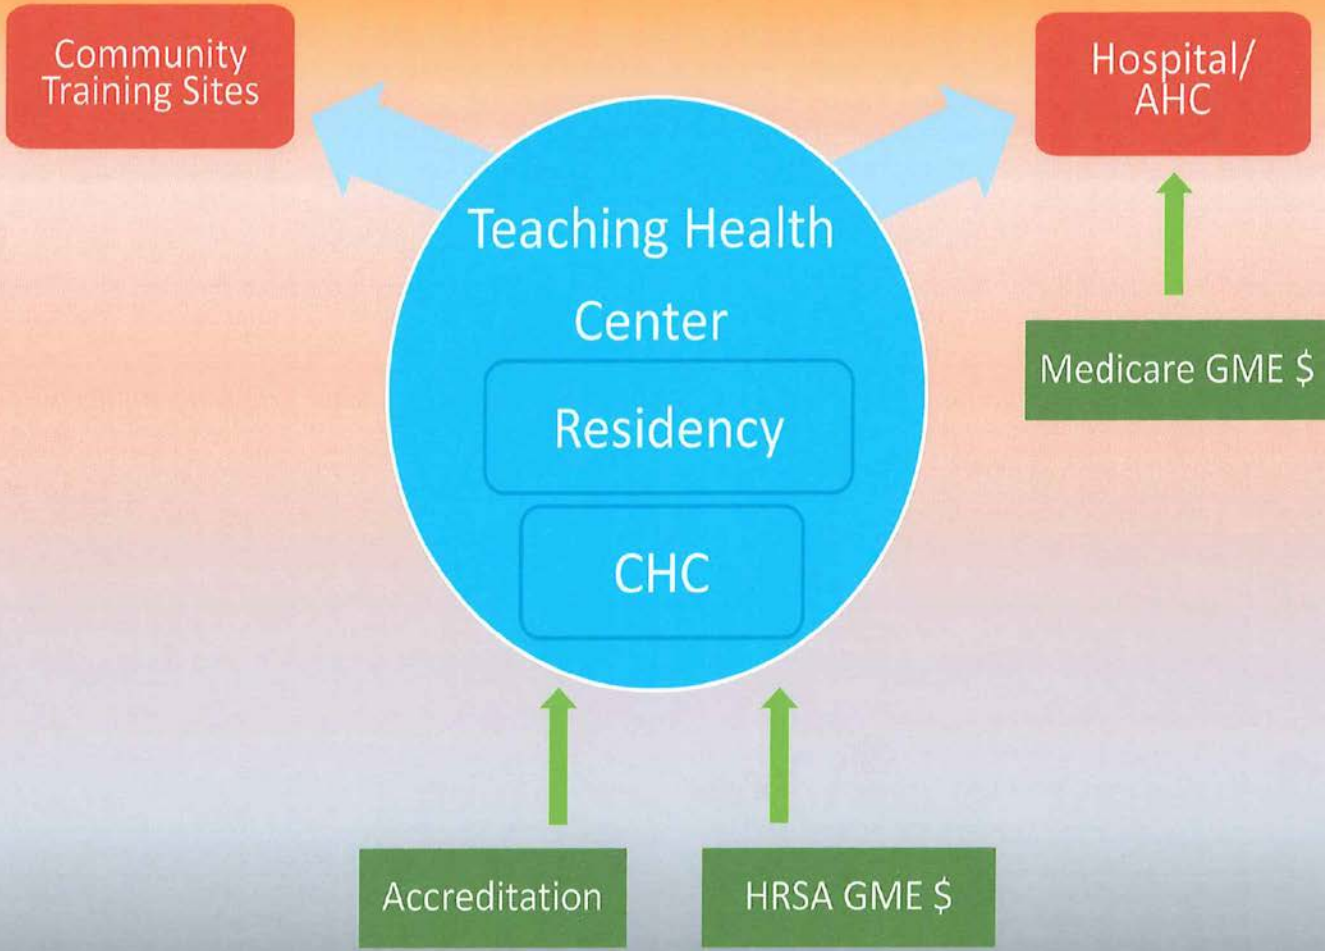 Community
Training Sites
Hospital/
AHC
Teaching Health
Center
Residency
CHC
Medicare GME $
Accreditation
HRSA GME $